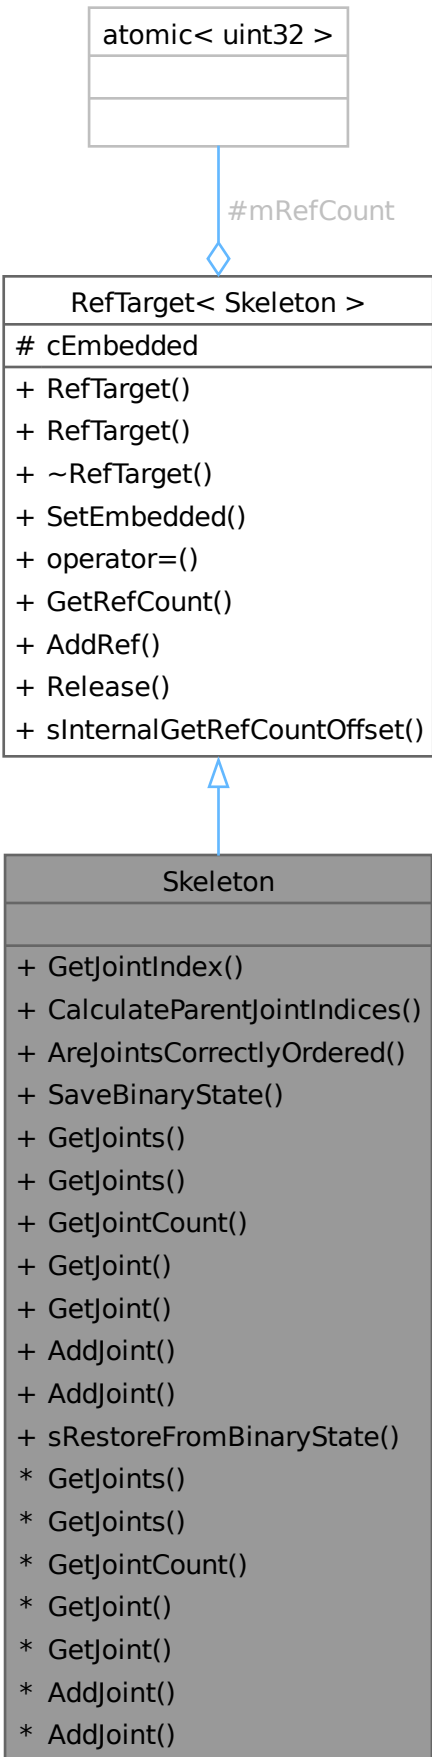 atomic< uint32 >
#mRefCount
RefTarget< Skeleton >
# cEmbedded
+ RefTarget()
+ RefTarget()
+ ~RefTarget()
+ SetEmbedded()
+ operator=()
+ GetRefCount()
+ AddRef()
+ Release()
+ sInternalGetRefCountOffset()
Skeleton
+ GetJointIndex()
+ CalculateParentJointIndices()
+ AreJointsCorrectlyOrdered()
+ SaveBinaryState()
+ GetJoints()
+ GetJoints()
+ GetJointCount()
+ GetJoint()
+ GetJoint()
+ AddJoint()
+ AddJoint()
+ sRestoreFromBinaryState()
* GetJoints()
* GetJoints()
* GetJointCount()
* GetJoint()
* GetJoint()
* AddJoint()
* AddJoint()